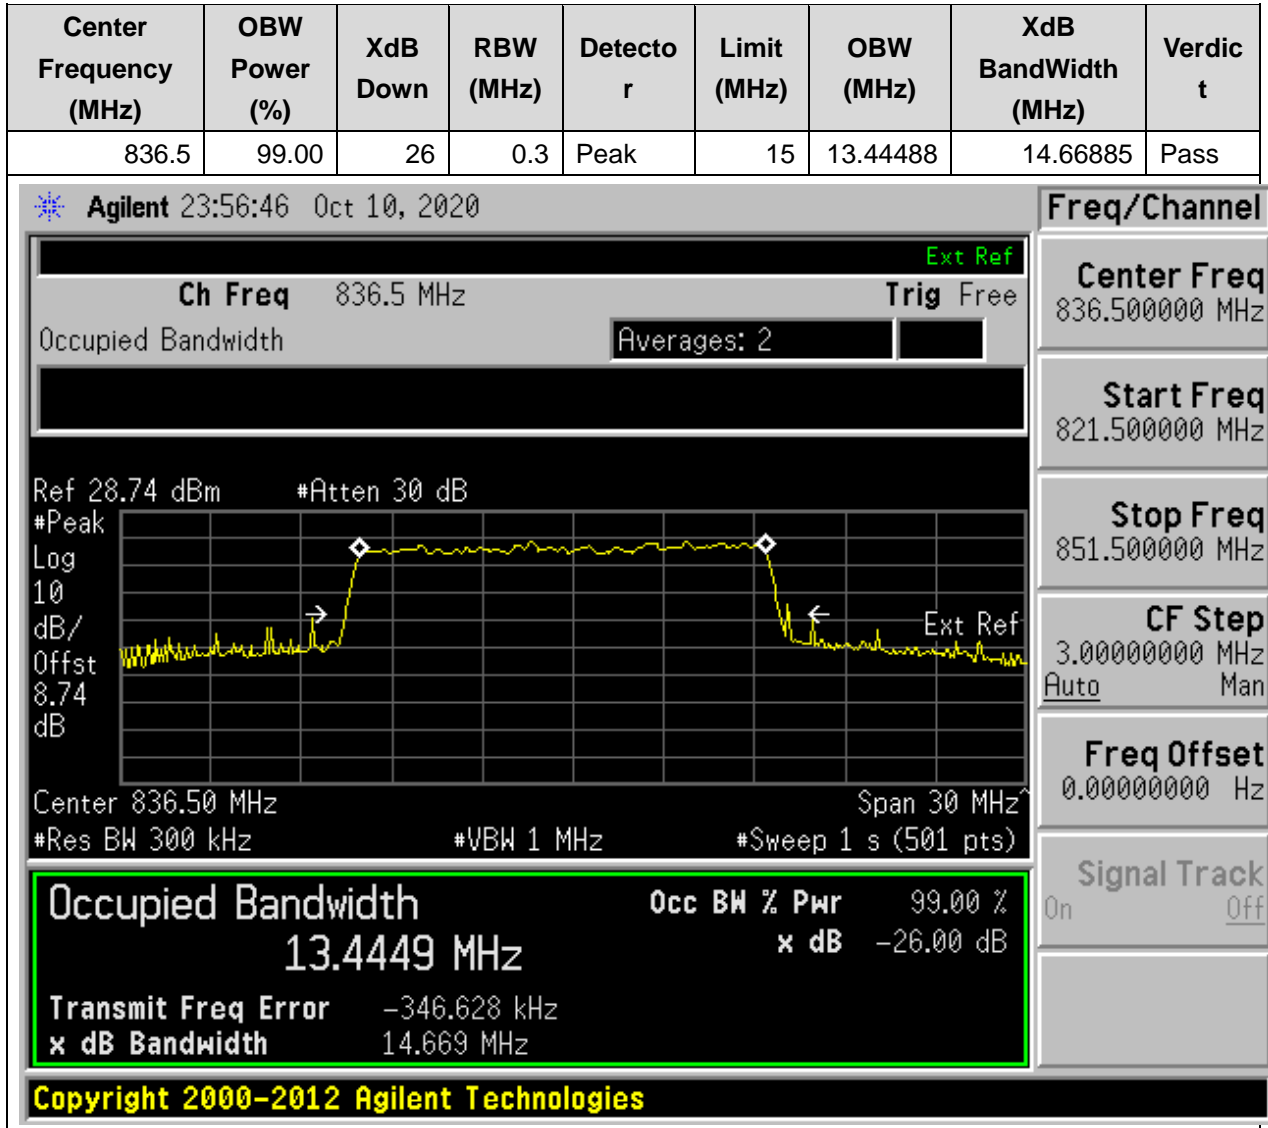 Center Frequency (MHz) OBW Power (%) XdB Down RBW (MHz) Detecto r Limit (MHz) OBW (MHz) XdB BandWidth (MHz) Verdic t
836.5 99.00 26 0.3 Peak 15 13.44488 14.66885 Pass
Agilent 23:56:46 Oct 10, 2020
Ext Ref
Ch Freq 836.5 MHz Trig Free
Occupied Bandwidth Averages: 2
Ref 28.74 dBm #Atten 30 dB
#Peak
Log
10
dB/
Offst
8.74
dB
Ext Ref
Center 836.50 MHz Span 30 MHz^
#Res BW 300 kHz #VBW 1 MHz #Sweep 1 s (501 pts)
Occupied Bandwidth
13.4449 MHz
Occ BW % Pwr 99.00 %
x dB -26.00 dB
Transmit Freq Error -346.628 kHz
x dB Bandwidth 14.669 MHz
Copyright 2000-2012 Agilent Technologies
Freq/Channel
Center Freq
836.500000 MHz
Start Freq
821.500000 MHz
Stop Freq
851.500000 MHz
CF Step
3.00000000 MHz
Auto Man
Freq Offset
0.00000000 Hz
Signal Track
On Off